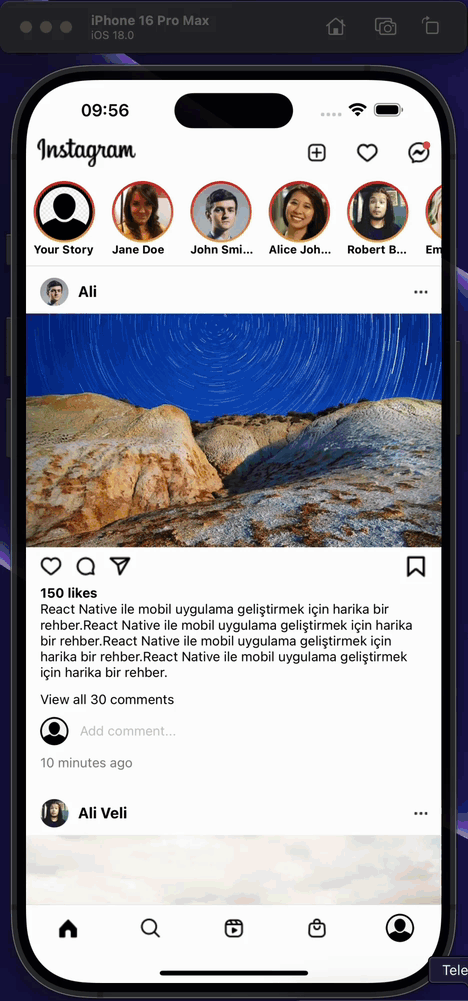 iPhone 16 Pro Max
iOS 18.0
09:56
Instagram
Your Story
Jane Doe
John Smi...
Alice Joh...
Robert B...
Em
Ali
150 likes
React Native ile mobil uygulama geliştirmek için harika bir
rehber.React Native ile mobil uygulama geliştirmek için harika
bir rehber.React Native ile mobil uygulama geliştirmek için
harika bir rehber.React Native ile mobil uygulama geliştirmek
için harika bir rehber.
View all 30 comments
Add comment...
10 minutes ago
Ali Veli
Tele